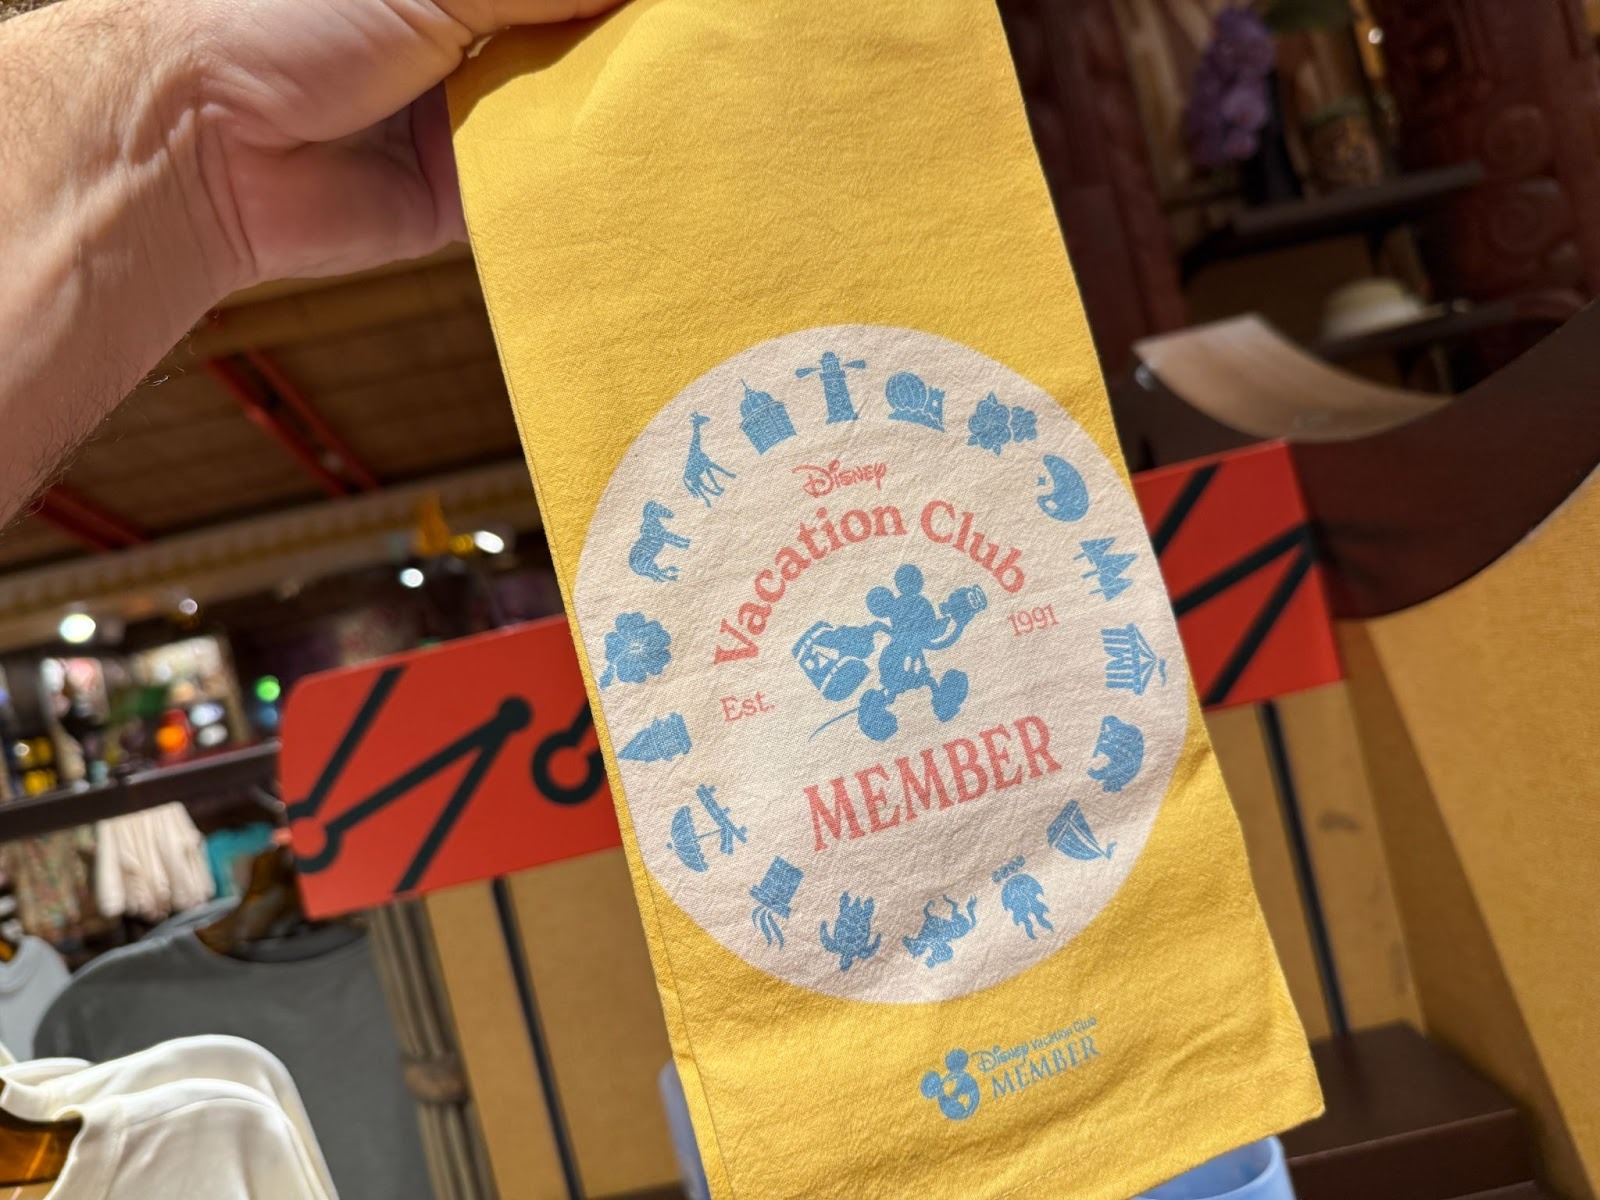 Disney
Vacation Club
1991
Est.
MEMBER
Disney Vacation Club
MEMBER